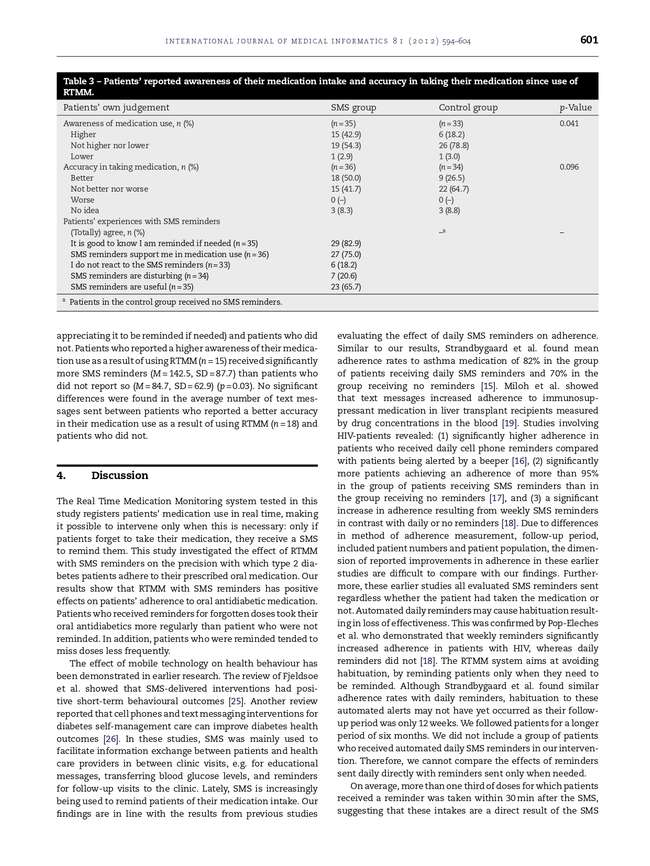 INTERNATIONAL JOURNAL OF MEDICAL INFORMATICS 81 (2012) 594–604
601
Table 3 – Patients' reported awareness of their medication intake and accuracy in taking their medication since use of
RTMM.
Patients' own judgement SMS group Control group p-Value
Awareness of medication use, n (%) (n = 35) (n = 33) 0.041
Higher 15 (42.9) 6 (18.2)
Not higher nor lower 19 (54.3) 26 (78.8)
Lower 1 (2.9) 1 (3.0)
Accuracy in taking medication, n (%) (n = 36) (n = 34) 0.096
Better 18 (50.0) 9 (26.5)
Not better nor worse 15 (41.7) 22 (64.7)
Worse 0 (–) 0 (–)
No idea 3 (8.3) 3 (8.8)
Patients' experiences with SMS reminders
(Totally) agree, n (%) –a –
It is good to know I am reminded if needed (n = 35) 29 (82.9)
SMS reminders support me in medication use (n = 36) 27 (75.0)
I do not react to the SMS reminders (n = 33) 6 (18.2)
SMS reminders are disturbing (n = 34) 7 (20.6)
SMS reminders are useful (n = 35) 23 (65.7)
a Patients in the control group received no SMS reminders.
appreciating it to be reminded if needed) and patients who did
not. Patients who reported a higher awareness of their medica-
tion use as a result of using RTMM (n = 15) received significantly
more SMS reminders (M = 142.5, SD = 87.7) than patients who
did not report so (M = 84.7, SD = 62.9) (p = 0.03). No significant
differences were found in the average number of text mes-
sages sent between patients who reported a better accuracy
in their medication use as a result of using RTMM (n = 18) and
patients who did not.
4. Discussion
The Real Time Medication Monitoring system tested in this
study registers patients' medication use in real time, making
it possible to intervene only when this is necessary: only if
patients forget to take their medication, they receive a SMS
to remind them. This study investigated the effect of RTMM
with SMS reminders on the precision with which type 2 dia-
betes patients adhere to their prescribed oral medication. Our
results show that RTMM with SMS reminders has positive
effects on patients' adherence to oral antidiabetic medication.
Patients who received reminders for forgotten doses took their
oral antidiabetics more regularly than patient who were not
reminded. In addition, patients who were reminded tended to
miss doses less frequently.
The effect of mobile technology on health behaviour has
been demonstrated in earlier research. The review of Fjeldsoe
et al. showed that SMS-delivered interventions had posi-
tive short-term behavioural outcomes [25]. Another review
reported that cell phones and text messaging interventions for
diabetes self-management care can improve diabetes health
outcomes [26]. In these studies, SMS was mainly used to
facilitate information exchange between patients and health
care providers in between clinic visits, e.g. for educational
messages, transferring blood glucose levels, and reminders
for follow-up visits to the clinic. Lately, SMS is increasingly
being used to remind patients of their medication intake. Our
findings are in line with the results from previous studies
evaluating the effect of daily SMS reminders on adherence.
Similar to our results, Strandbygaard et al. found mean
adherence rates to asthma medication of 82% in the group
of patients receiving daily SMS reminders and 70% in the
group receiving no reminders [15]. Miloh et al. showed
that text messages increased adherence to immunosup-
pressant medication in liver transplant recipients measured
by drug concentrations in the blood [19]. Studies involving
HIV-patients revealed: (1) significantly higher adherence in
patients who received daily cell phone reminders compared
with patients being alerted by a beeper [16], (2) significantly
more patients achieving an adherence of more than 95%
in the group of patients receiving SMS reminders than in
the group receiving no reminders [17], and (3) a significant
increase in adherence resulting from weekly SMS reminders
in contrast with daily or no reminders [18]. Due to differences
in method of adherence measurement, follow-up period,
included patient numbers and patient population, the dimen-
sion of reported improvements in adherence in these earlier
studies are difficult to compare with our findings. Further-
more, these earlier studies all evaluated SMS reminders sent
regardless whether the patient had taken the medication or
not. Automated daily reminders may cause habituation result-
ing in loss of effectiveness. This was confirmed by Pop-Eleches
et al. who demonstrated that weekly reminders significantly
increased adherence in patients with HIV, whereas daily
reminders did not [18]. The RTMM system aims at avoiding
habituation, by reminding patients only when they need to
be reminded. Although Strandbygaard et al. found similar
adherence rates with daily reminders, habituation to these
automated alerts may not have yet occurred as their follow-
up period was only 12 weeks. We followed patients for a longer
period of six months. We did not include a group of patients
who received automated daily SMS reminders in our interven-
tion. Therefore, we cannot compare the effects of reminders
sent daily directly with reminders sent only when needed.
On average, more than one third of doses for which patients
received a reminder was taken within 30 min after the SMS,
suggesting that these intakes are a direct result of the SMS